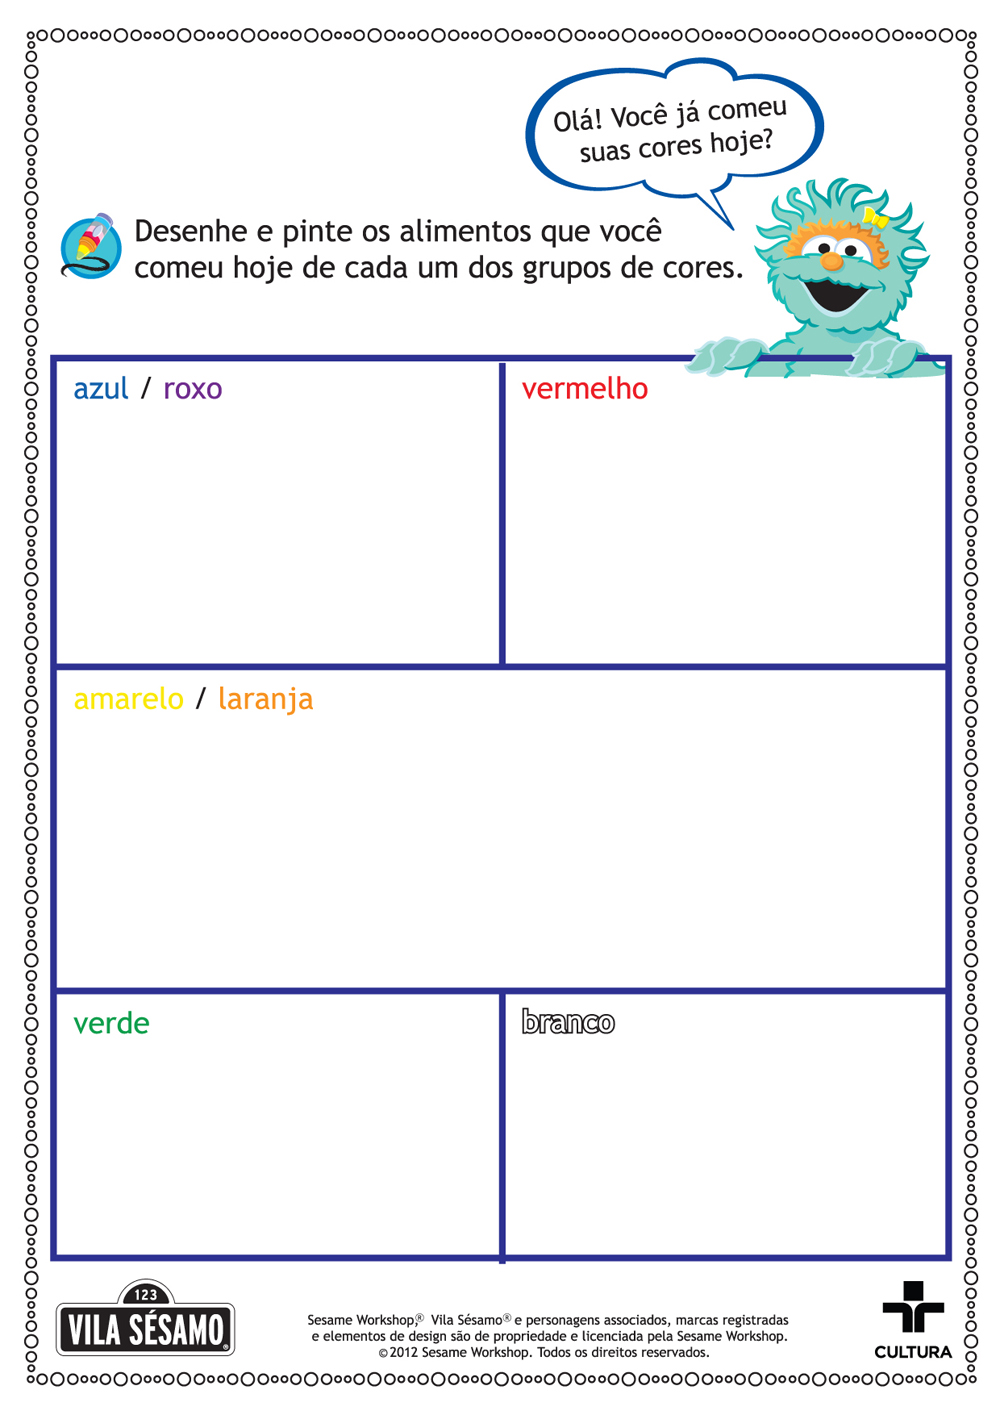 Olá! Você já comeu
suas cores hoje?
Desenhe e pinte os alimentos que você
comeu hoje de cada um dos grupos de cores.
azul / roxo
vermelho
amarelo / laranja
verde
branco
123
VILA SÉSAMO®
Sesame Workshop,® Vila Sésamo® e personagens associados, marcas registradas
e elementos de design são de propriedade e licenciada pela Sesame Workshop.
©2012 Sesame Workshop. Todos os direitos reservados.
CULTURA